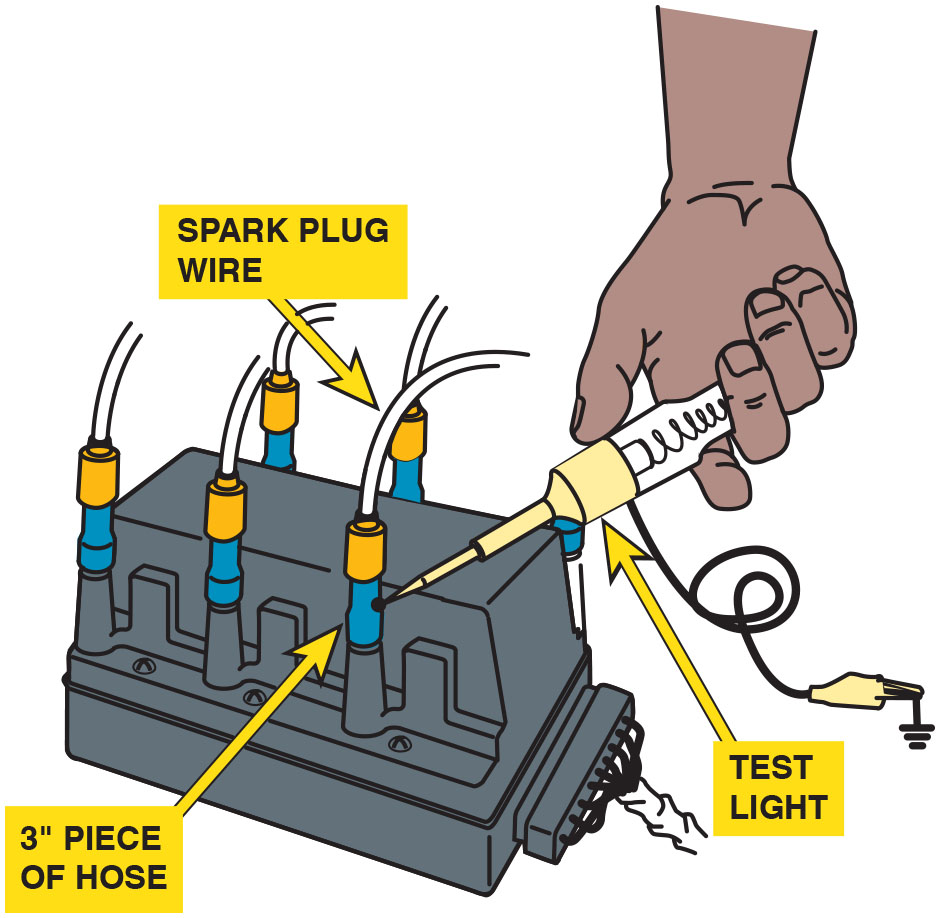 SPARK PLUG
WIRE
TEST
LIGHT
3" PIECE
OF HOSE